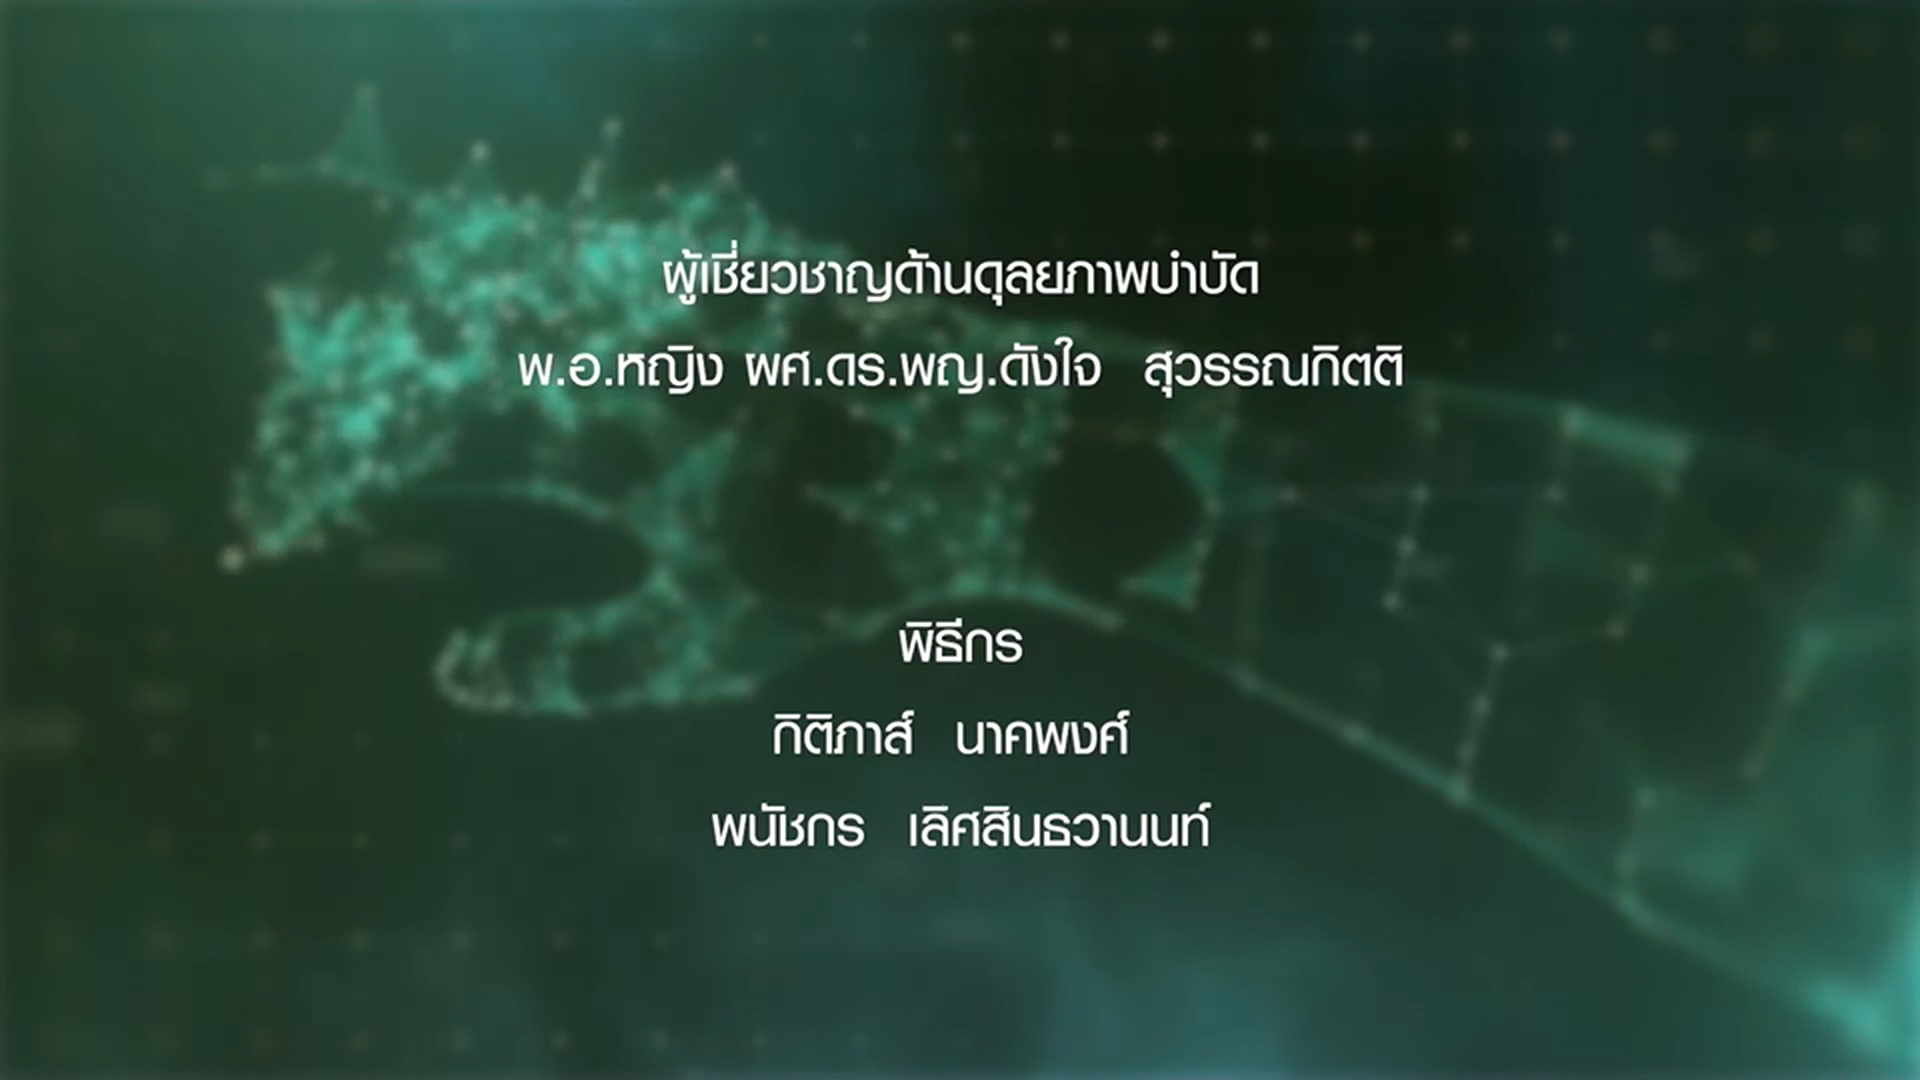 ผู้เชี่ยวชาญด้านดุลยภาพบำบัด
พ.อ.หญิง ผศ.ดร.พญ.ดังใจ สุวรรณกิตติ
พิธีกร
กิติภาส์ นาคพงศ์
พนัชกร เลิศสินธวานนท์